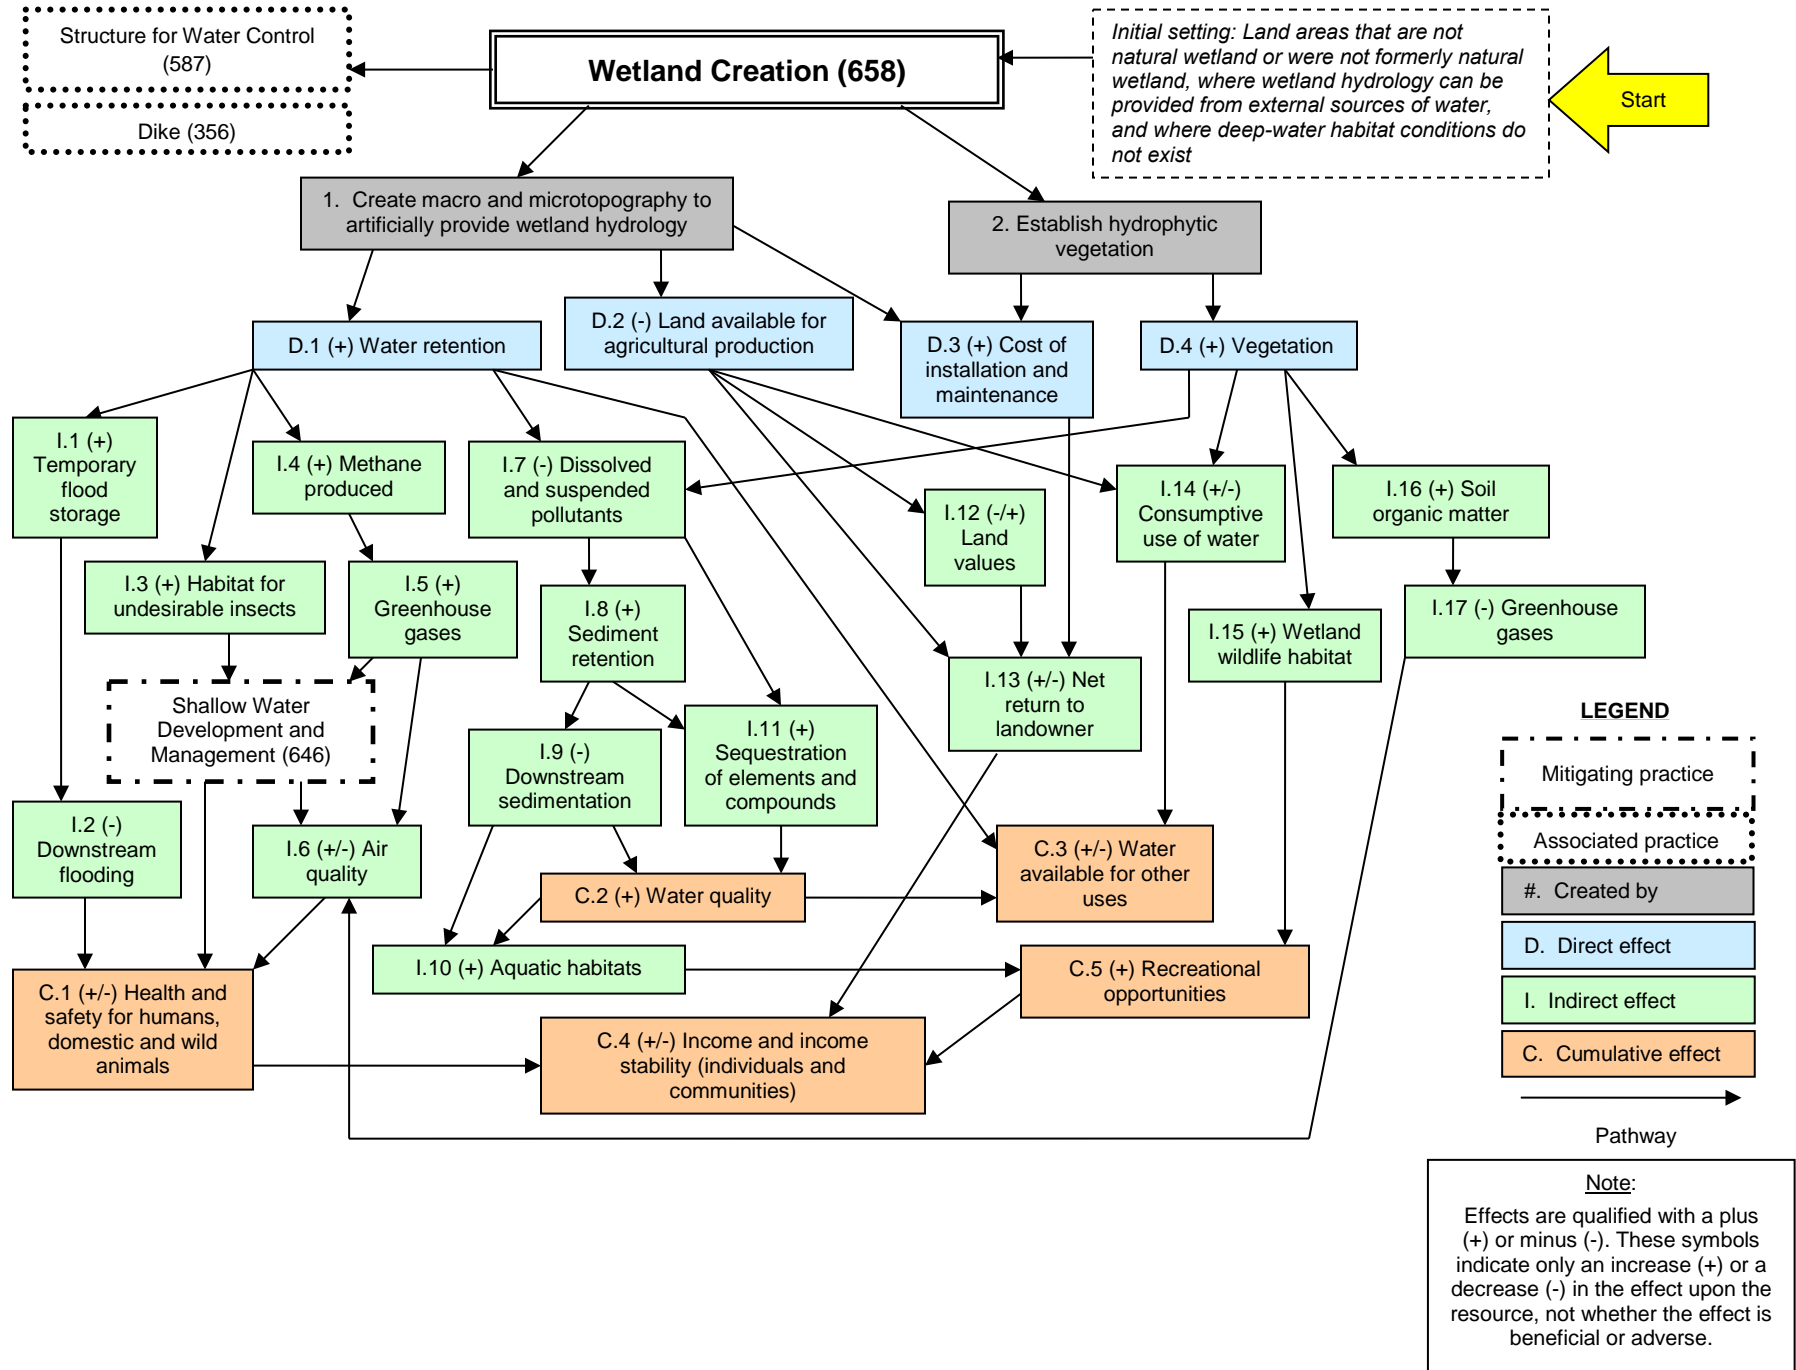 Structure for Water Control
(587)
Dike (356)
Wetland Creation (658)
Initial setting: Land areas that are not
natural wetland or were not formerly natural
wetland, where wetland hydrology can be
provided from external sources of water,
and where deep-water habitat conditions do
not exist
Start
1. Create macro and microtopography to
artificially provide wetland hydrology
2. Establish hydrophytic
vegetation
D.1 (+) Water retention
D.2 (-) Land available for
agricultural production
D.3 (+) Cost of
installation and
maintenance
D.4 (+) Vegetation
I.1 (+)
Temporary
flood
storage
I.4 (+) Methane
produced
I.7 (-) Dissolved
and suspended
pollutants
I.12 (-/+)
Land
values
I.14 (+/-)
Consumptive
use of water
I.16 (+) Soil
organic matter
I.3 (+) Habitat for
undesirable insects
I.5 (+)
Greenhouse
gases
I.8 (+)
Sediment
retention
I.15 (+) Wetland
wildlife habitat
I.17 (-) Greenhouse
gases
Shallow Water
Development and
Management (646)
I.13 (+/-) Net
return to
landowner
I.9 (-)
Downstream
sedimentation
I.11 (+)
Sequestration
of elements and
compounds
I.2 (-)
Downstream
flooding
I.6 (+/-) Air
quality
C.3 (+/-) Water
available for other
uses
C.2 (+) Water quality
I.10 (+) Aquatic habitats
C.5 (+) Recreational
opportunities
C.1 (+/-) Health and
safety for humans,
domestic and wild
animals
C.4 (+/-) Income and income
stability (individuals and
communities)
LEGEND
Mitigating practice
Associated practice
#. Created by
D. Direct effect
I. Indirect effect
C. Cumulative effect
Pathway
Note:
Effects are qualified with a plus
(+) or minus (-). These symbols
indicate only an increase (+) or a
decrease (-) in the effect upon the
resource, not whether the effect is
beneficial or adverse.